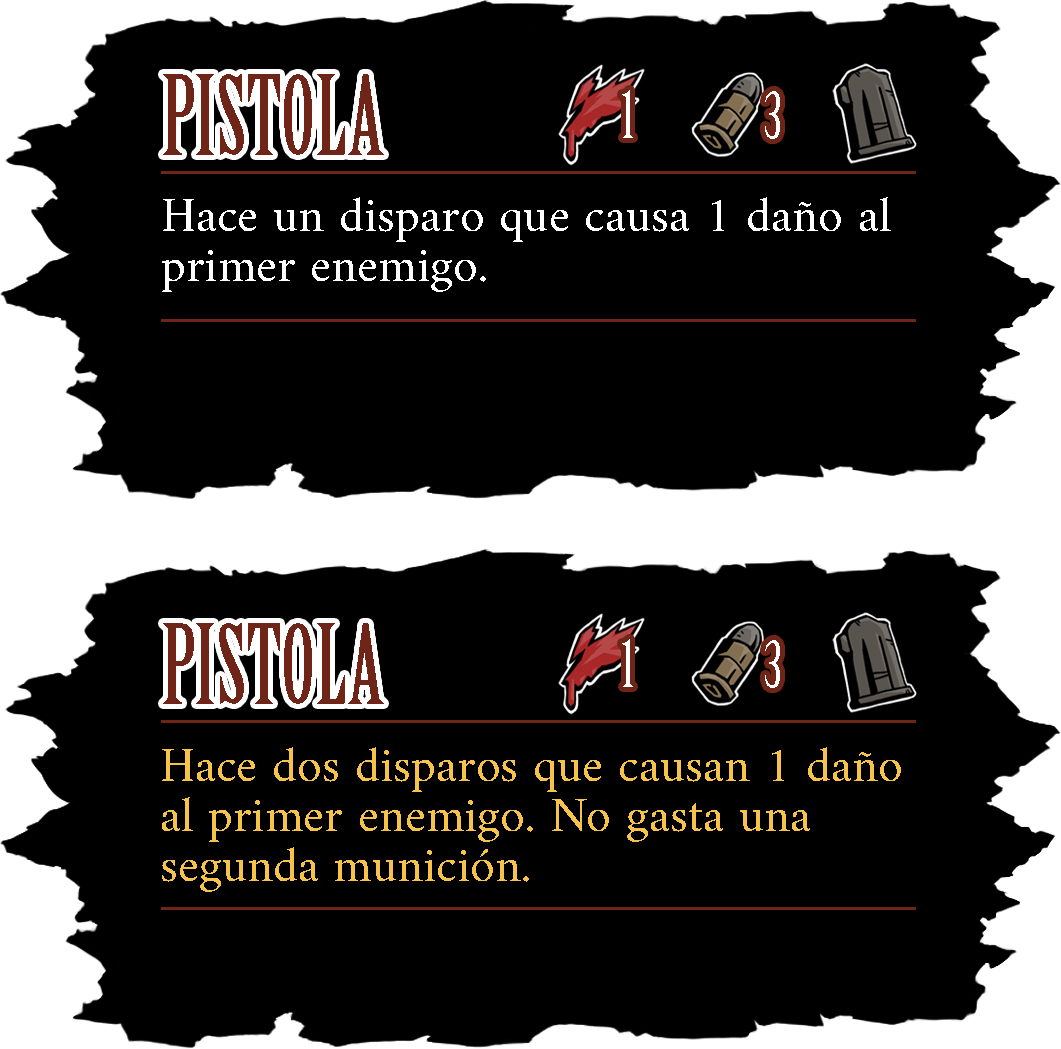 PISTOLA 1 3
Hace un disparo que causa 1 daño al
primer enemigo.
PISTOLA 1 3
Hace dos disparos que causan 1 daño
al primer enemigo. No gasta una
segunda munición.